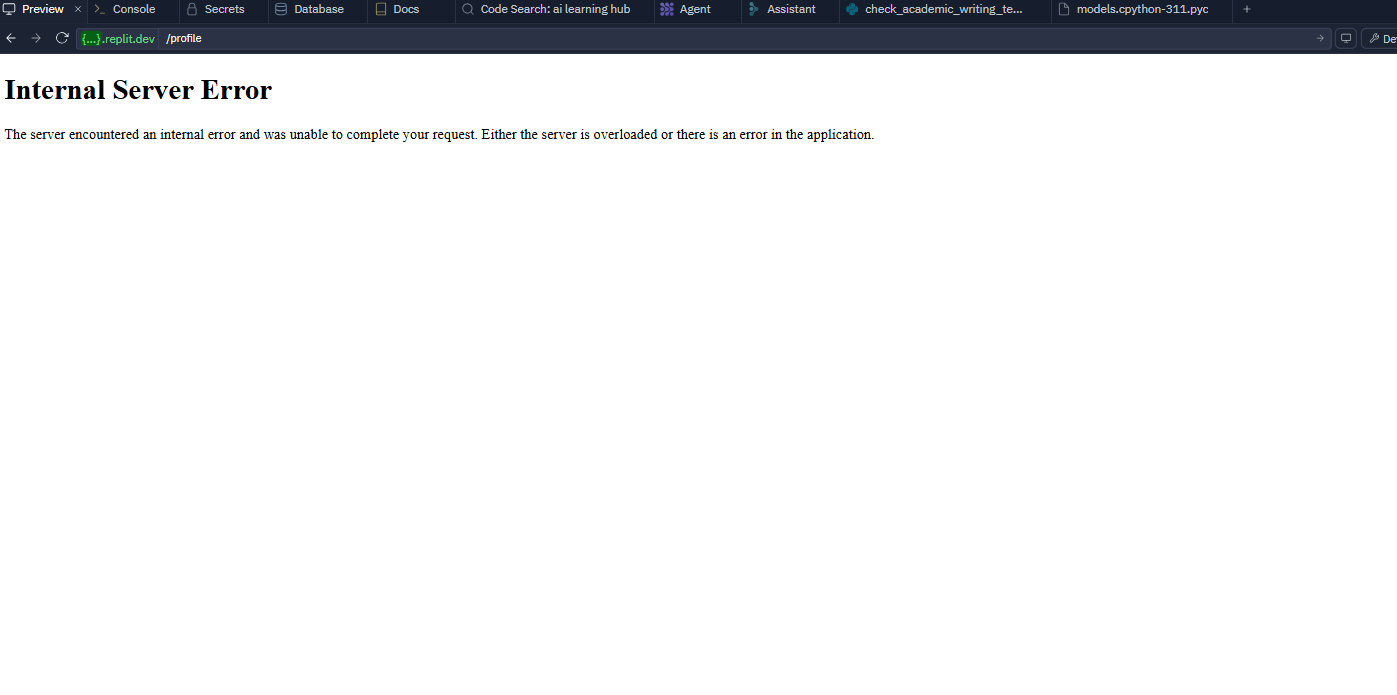 Preview × Console Secrets Database Docs Code Search: ai learning hub Agent Assistant check_academic_writing_te... models.cpython-311.pyc +
{...}.replit.dev /profile De
Internal Server Error
The server encountered an internal error and was unable to complete your request. Either the server is overloaded or there is an error in the application.